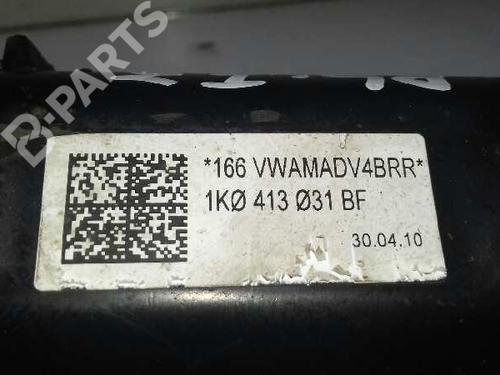 B-PARTS
*166 VWAMADV4BRR*
1KØ 413 Ø31 BF
30.04.10